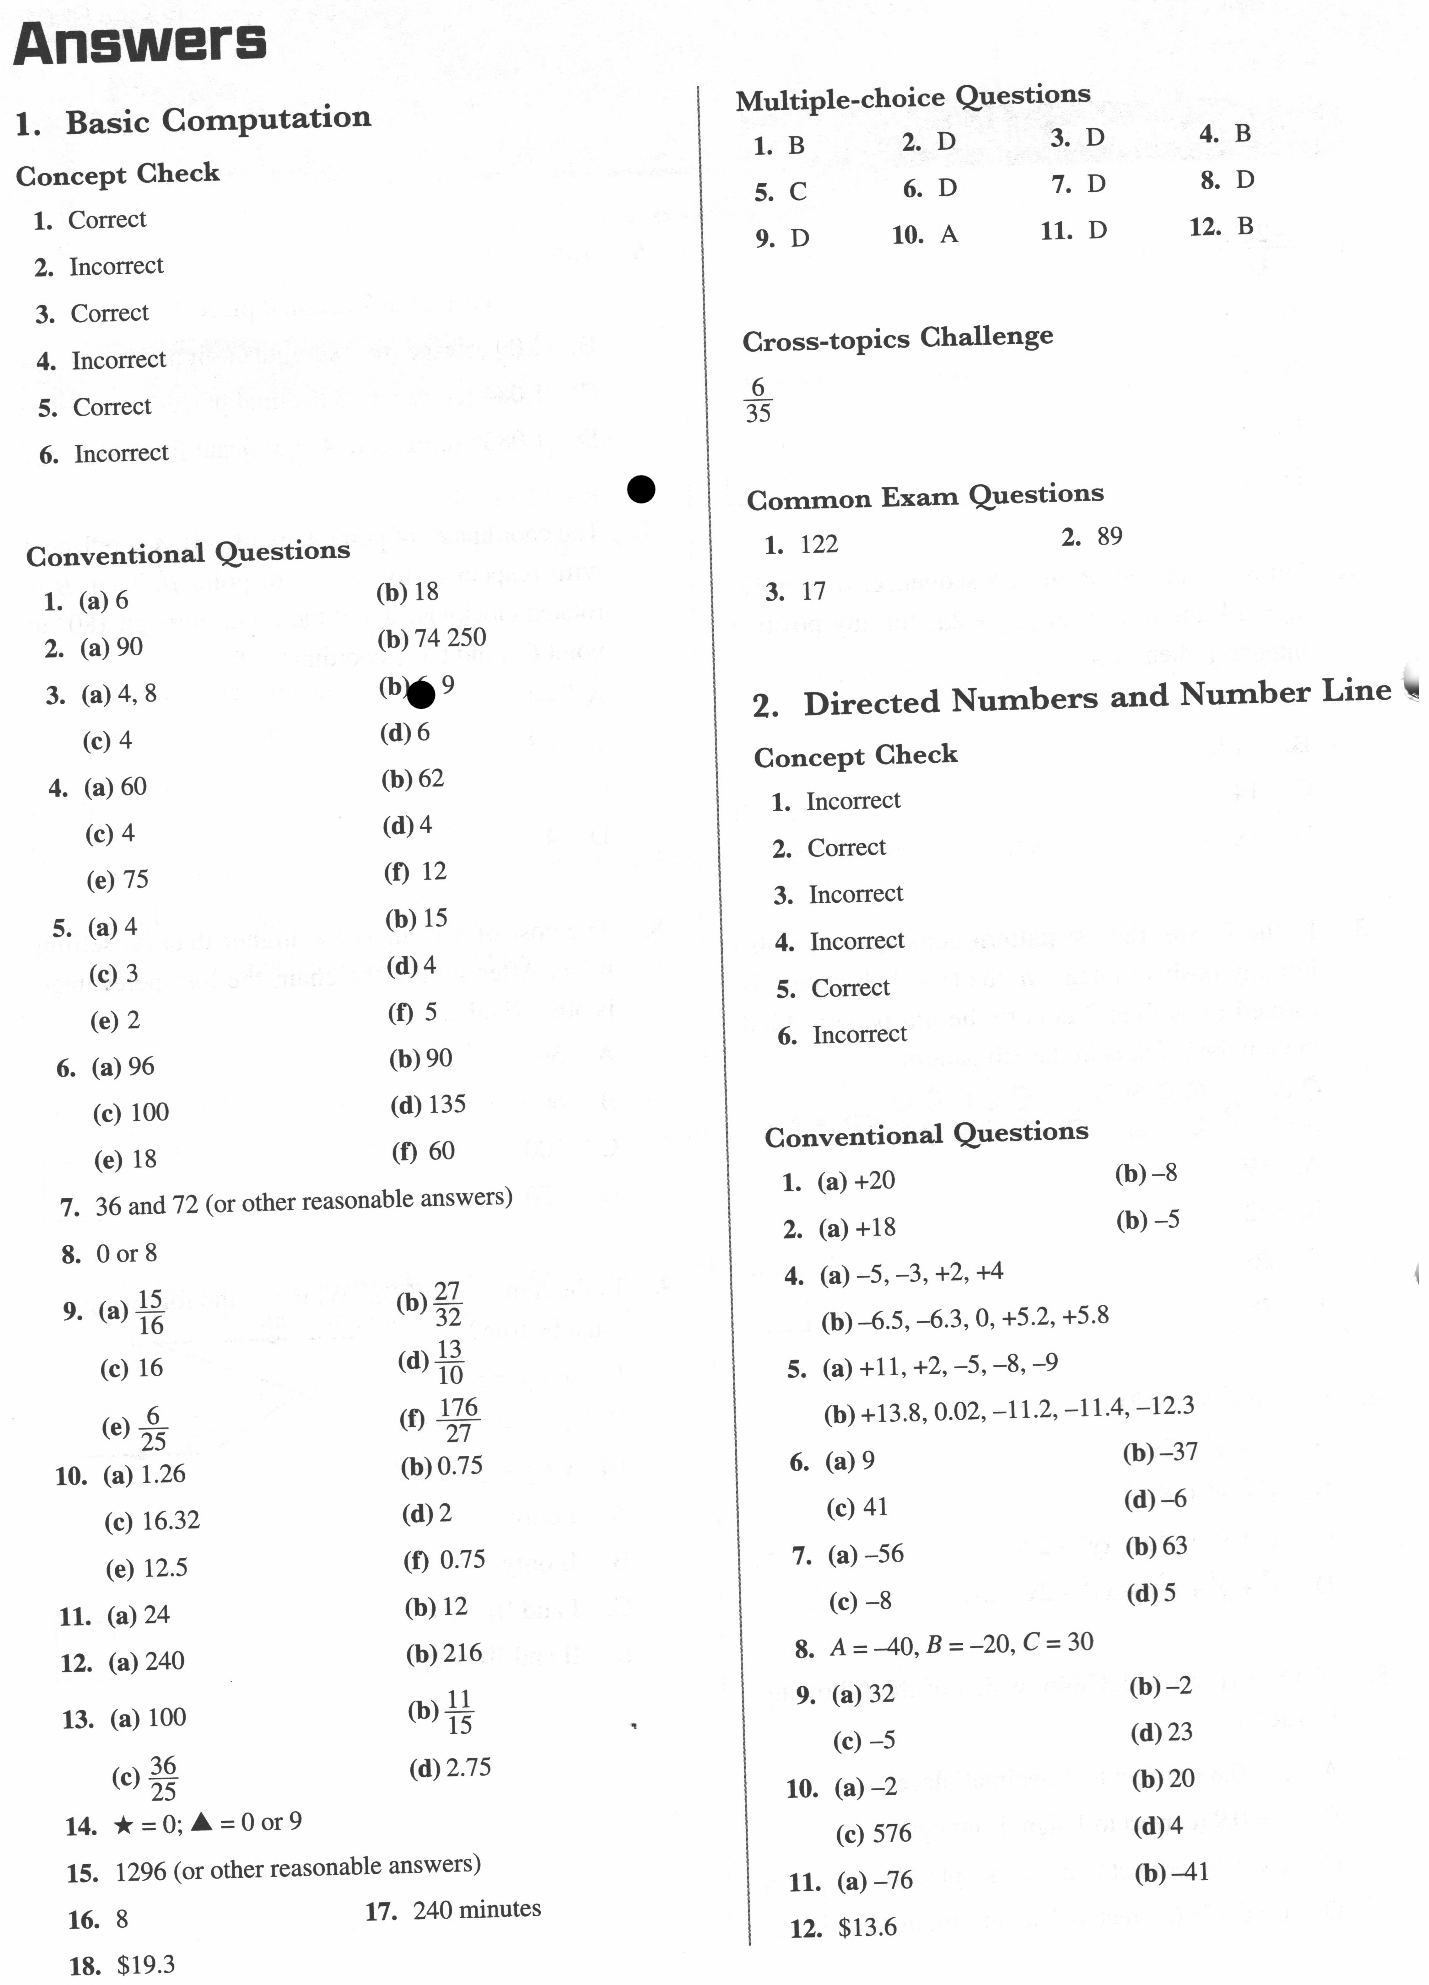 Answers
1. Basic Computation
Concept Check
1. Correct
2. Incorrect
3. Correct
4. Incorrect
5. Correct
6. Incorrect
Conventional Questions
1. (a) 6 (b) 18
2. (a) 90 (b) 74 250
3. (a) 4, 8 (b) 9
(c) 4 (d) 6
4. (a) 60 (b) 62
(c) 4 (d) 4
(e) 75 (f) 12
5. (a) 4 (b) 15
(c) 3 (d) 4
(e) 2 (f) 5
6. (a) 96 (b) 90
(c) 100 (d) 135
(e) 18 (f) 60
7. 36 and 72 (or other reasonable answers)
8. 0 or 8
9. (a) 15/16 (b) 27/32
(c) 16 (d) 13/10
(e) 6/25 (f) 176/27
10. (a) 1.26 (b) 0.75
(c) 16.32 (d) 2
(e) 12.5 (f) 0.75
11. (a) 24 (b) 12
12. (a) 240 (b) 216
13. (a) 100 (b) 11/15
(c) 36/25 (d) 2.75
14. ★ = 0; ▲ = 0 or 9
15. 1296 (or other reasonable answers)
16. 8 17. 240 minutes
18. $19.3
Multiple-choice Questions
1. B 2. D 3. D 4. B
5. C 6. D 7. D 8. D
9. D 10. A 11. D 12. B
Cross-topics Challenge
6/35
Common Exam Questions
1. 122 2. 89
3. 17
2. Directed Numbers and Number Line
Concept Check
1. Incorrect
2. Correct
3. Incorrect
4. Incorrect
5. Correct
6. Incorrect
Conventional Questions
1. (a) +20 (b) –8
2. (a) +18 (b) –5
4. (a) –5, –3, +2, +4
(b) –6.5, –6.3, 0, +5.2, +5.8
5. (a) +11, +2, –5, –8, –9
(b) +13.8, 0.02, –11.2, –11.4, –12.3
6. (a) 9 (b) –37
(c) 41 (d) –6
7. (a) –56 (b) 63
(c) –8 (d) 5
8. A = –40, B = –20, C = 30
9. (a) 32 (b) –2
(c) –5 (d) 23
10. (a) –2 (b) 20
(c) 576 (d) 4
11. (a) –76 (b) –41
12. $13.6